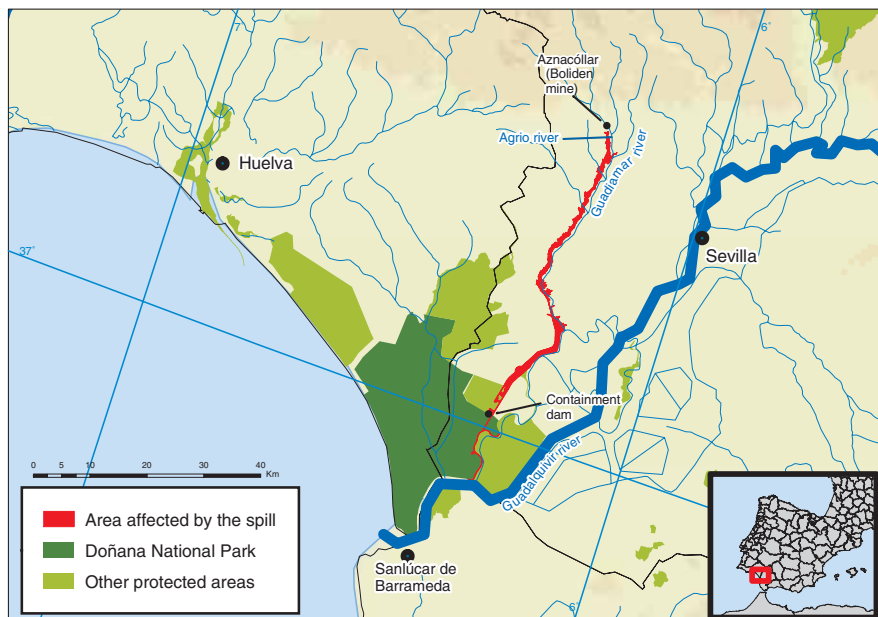 7°
6°
Aznacóllar
(Boliden
mine)
Agrio river
Guadiamar river
Huelva
Sevilla
37°
Containment
dam
Guadalquivir river
0 5 10 20 30 40
Km
Area affected by the spill
Doñana National Park
Other protected areas
Sanlúcar de
Barrameda
6°